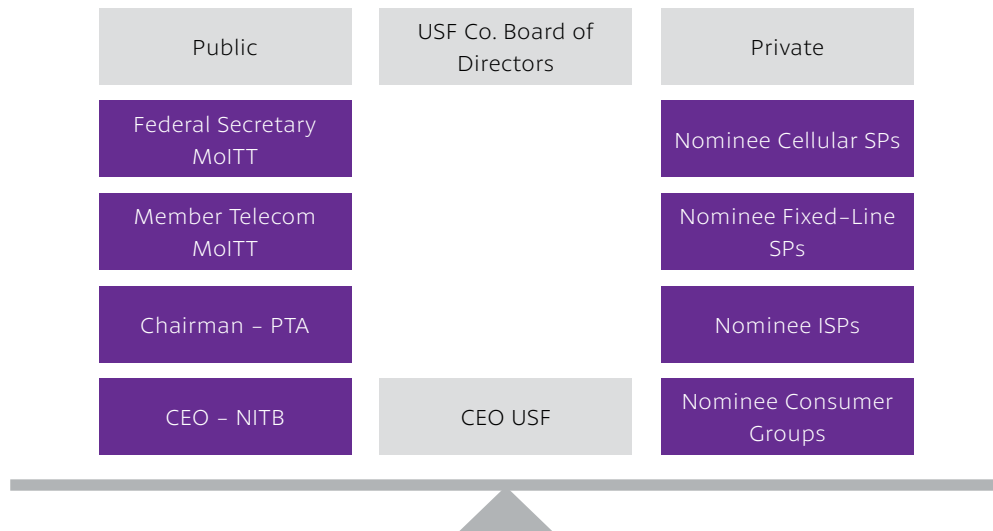 Public
USF Co. Board of
Directors
Private
Federal Secretary
MoITT
Nominee Cellular SPs
Member Telecom
MoITT
Nominee Fixed–Line
SPs
Chairman – PTA
Nominee ISPs
CEO – NITB
CEO USF
Nominee Consumer
Groups